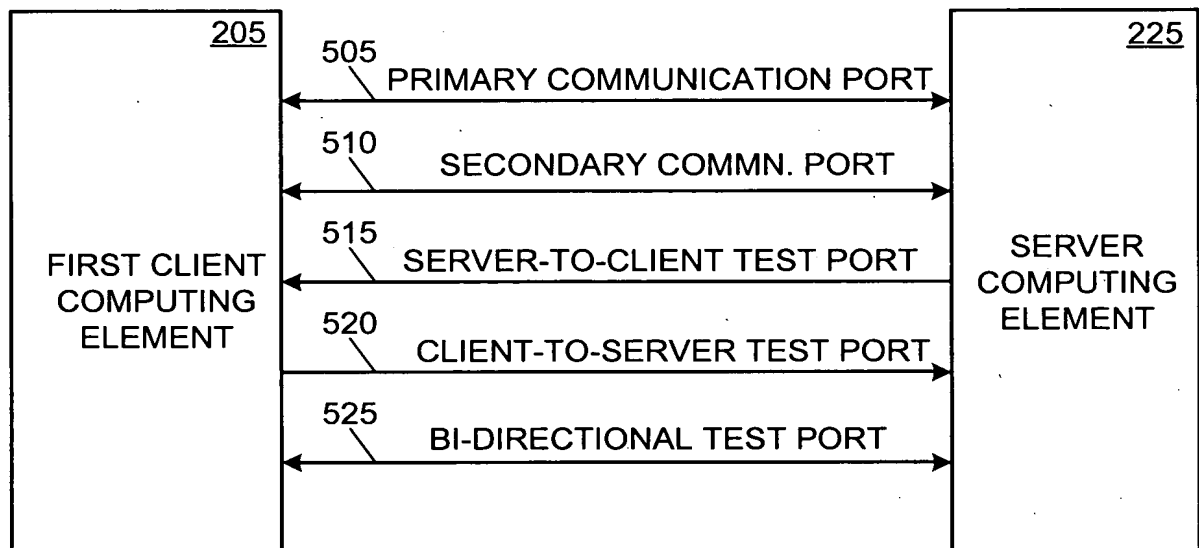 205
225
505
PRIMARY COMMUNICATION PORT
510
SECONDARY COMMN. PORT
515
SERVER-TO-CLIENT TEST PORT
FIRST CLIENT
COMPUTING
ELEMENT
SERVER
COMPUTING
ELEMENT
520
CLIENT-TO-SERVER TEST PORT
525
BI-DIRECTIONAL TEST PORT